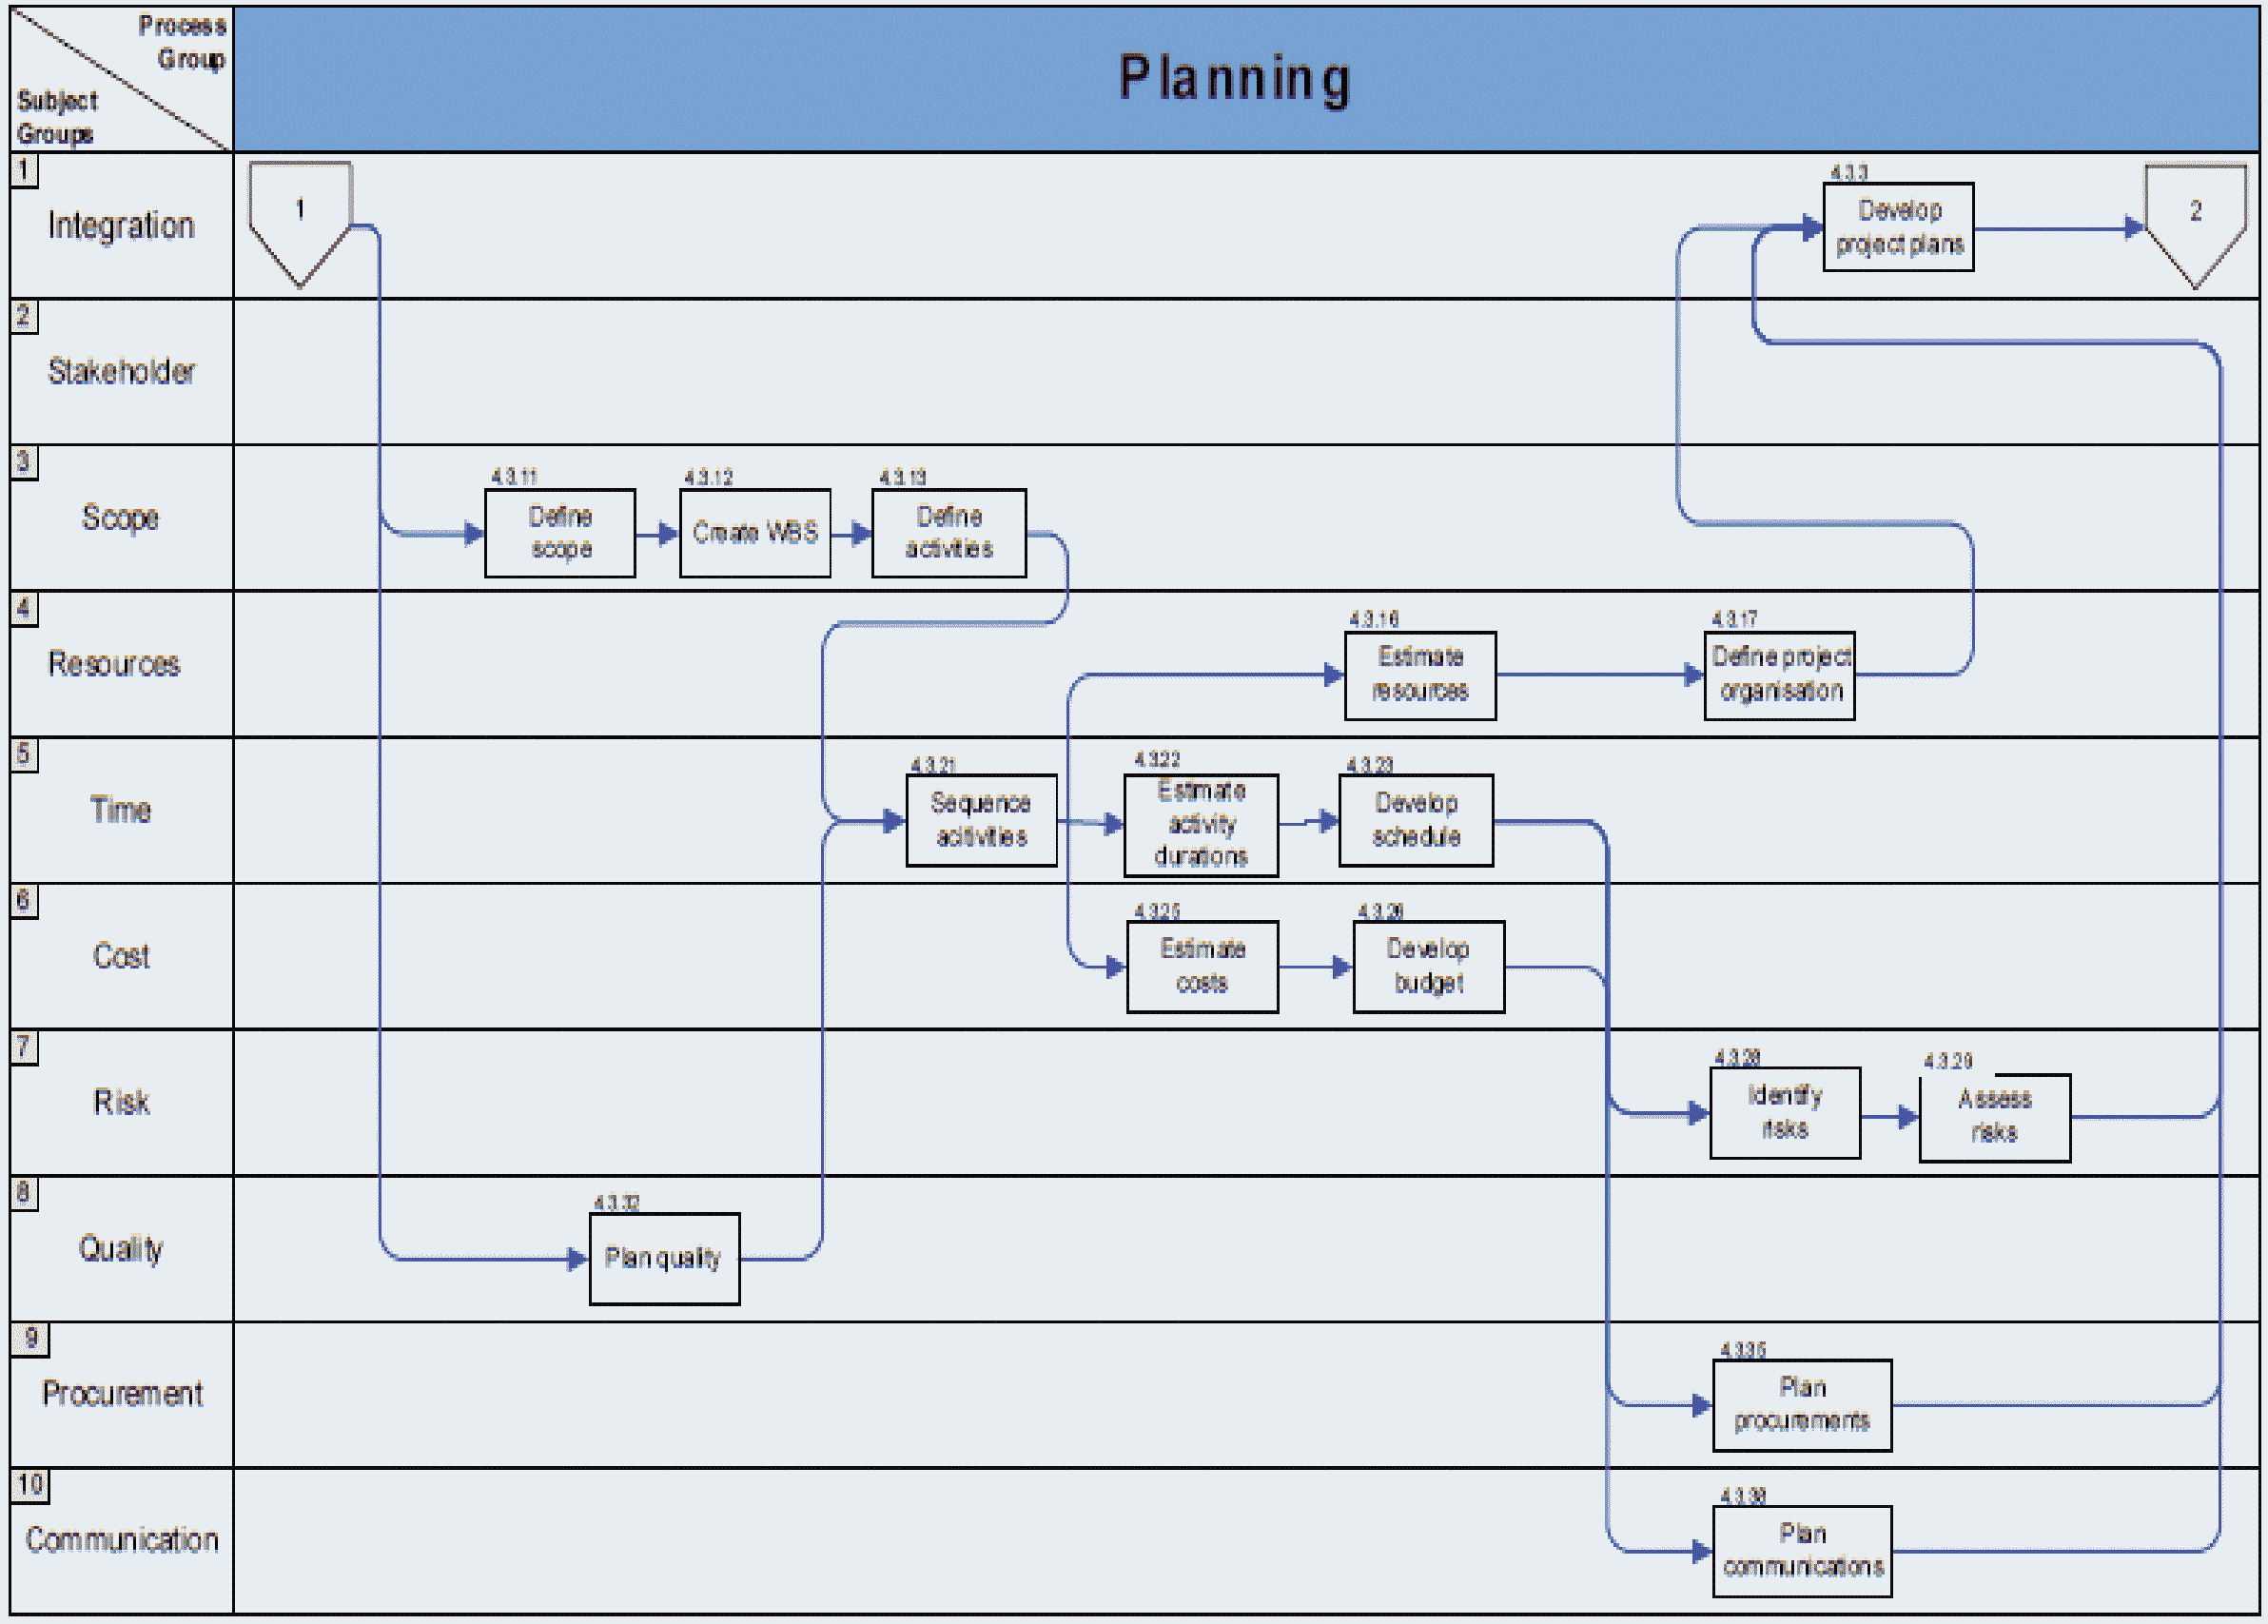 Process
Group
Subject
Groups
Planning
1
Integration
1
4.3.3
Develop
project plans
2
2
Stakeholder
3
Scope
4.3.11
Define
scope
4.3.12
Create WBS
4.3.13
Define
activities
4
Resources
4.3.16
Estimate
resources
4.3.17
Define project
organisation
5
Time
4.3.21
Sequence
acitivities
4.3.22
Estimate
activity
durations
4.3.23
Develop
schedule
6
Cost
4.3.25
Estimate
costs
4.3.26
Develop
budget
7
Risk
4.3.28
Identify
risks
4.3.29
Assess
risks
8
Quality
4.3.32
Plan quality
9
Procurement
4.3.35
Plan
procurements
10
Communication
4.3.38
Plan
communications